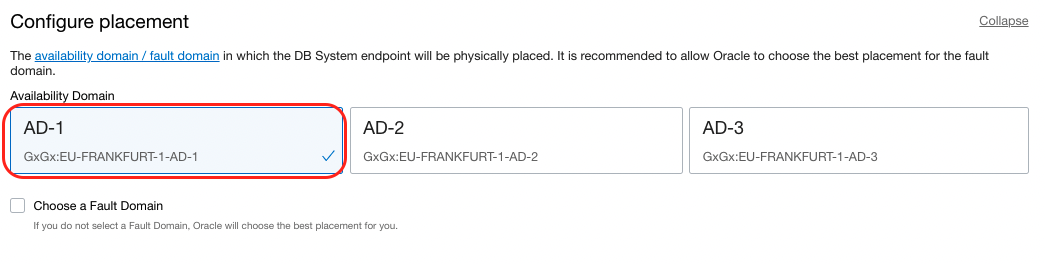 Configure placement
Collapse
The availability domain / fault domain in which the DB System endpoint will be physically placed. It is recommended to allow Oracle to choose the best placement for the fault
domain.
Availability Domain
AD-1
GxGx:EU-FRANKFURT-1-AD-1
AD-2
GxGx:EU-FRANKFURT-1-AD-2
AD-3
GxGx:EU-FRANKFURT-1-AD-3
Choose a Fault Domain
If you do not select a Fault Domain, Oracle will choose the best placement for you.